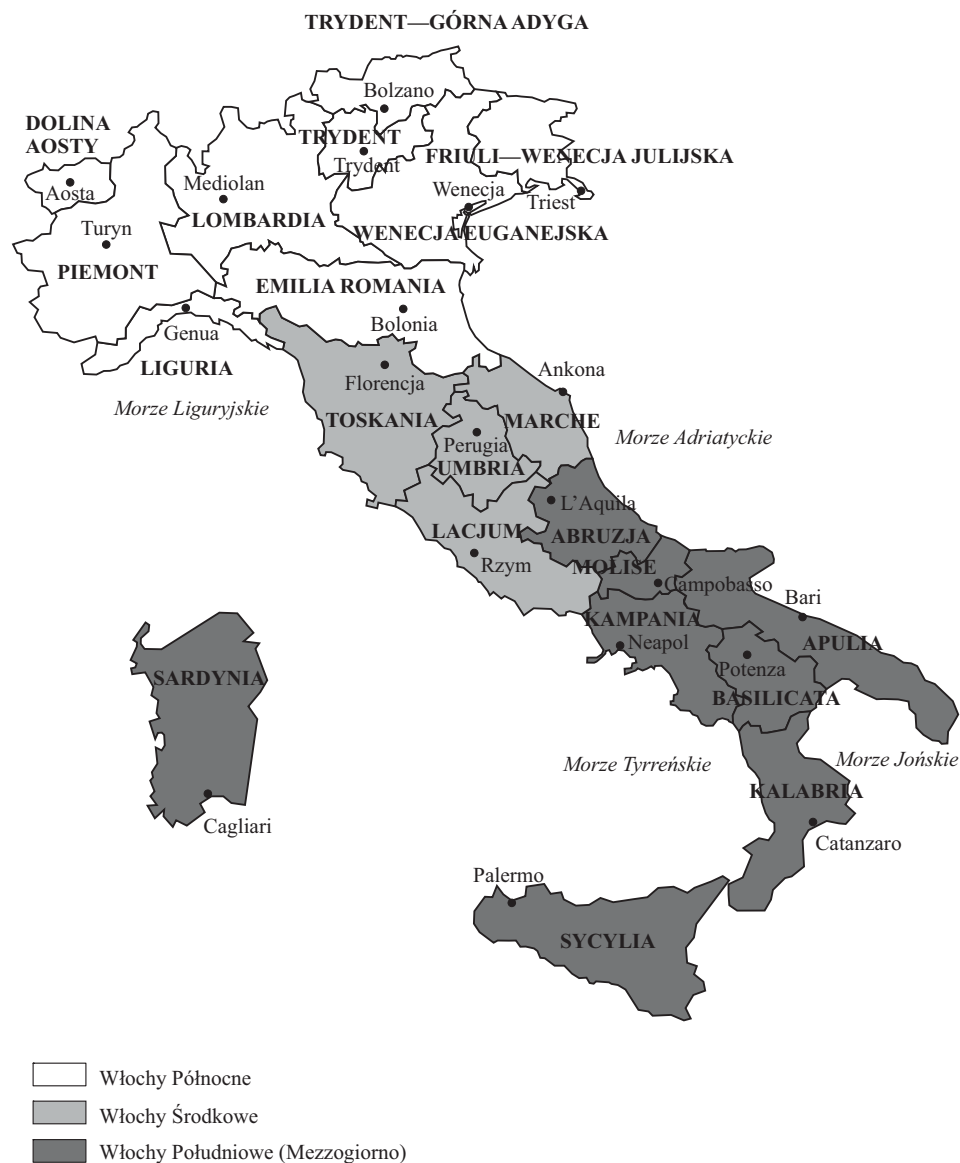 TRYDENT—GÓRNA ADYGA
Bolzano
DOLINA
AOSTY
TRYDENT
Trydent
FRIULI—WENECJA JULIJSKA
Aosta
Mediolan
Wenecja
Triest
LOMBARDIA
Turyn
WENECJA EUGANEJSKA
PIEMONT
EMILIA ROMANIA
Bolonia
Genua
LIGURIA
Ankona
Florencja
Morze Liguryjskie
TOSKANIA
MARCHE
Morze Adriatyckie
Perugia
UMBRIA
L’Aquila
LACJUM
ABRUZJA
Rzym
MOLISE
Campobasso
Bari
KAMPANIA
Neapol
APULIA
Potenza
SARDYNIA
BASILICATA
Morze Tyrreńskie
Morze Jońskie
KALABRIA
Cagliari
Catanzaro
Palermo
SYCYLIA
Włochy Północne
Włochy Środkowe
Włochy Południowe (Mezzogiorno)